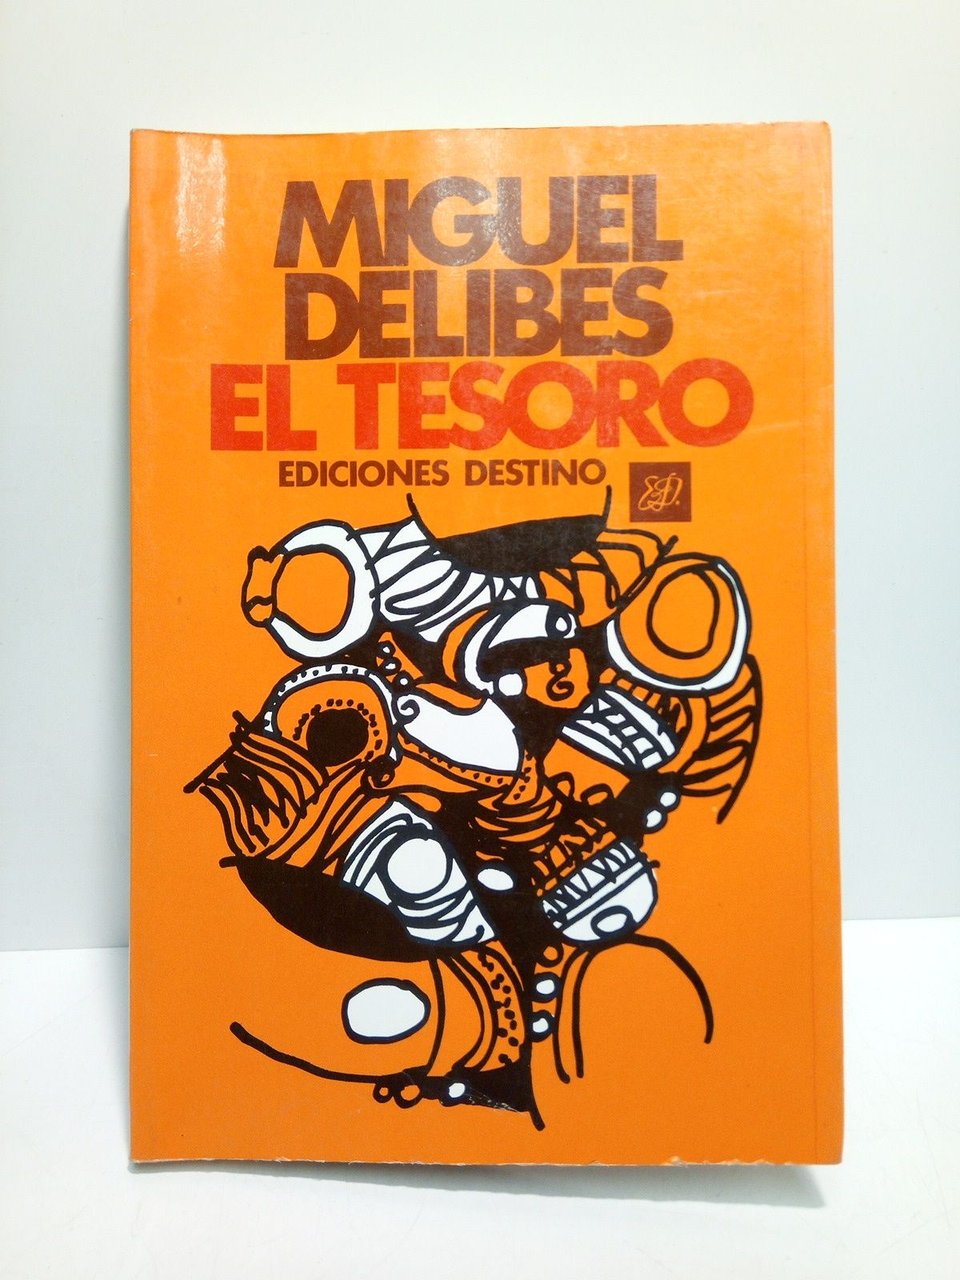 MIGUEL
DELIBES
EL TESORO
EDICIONES DESTINO